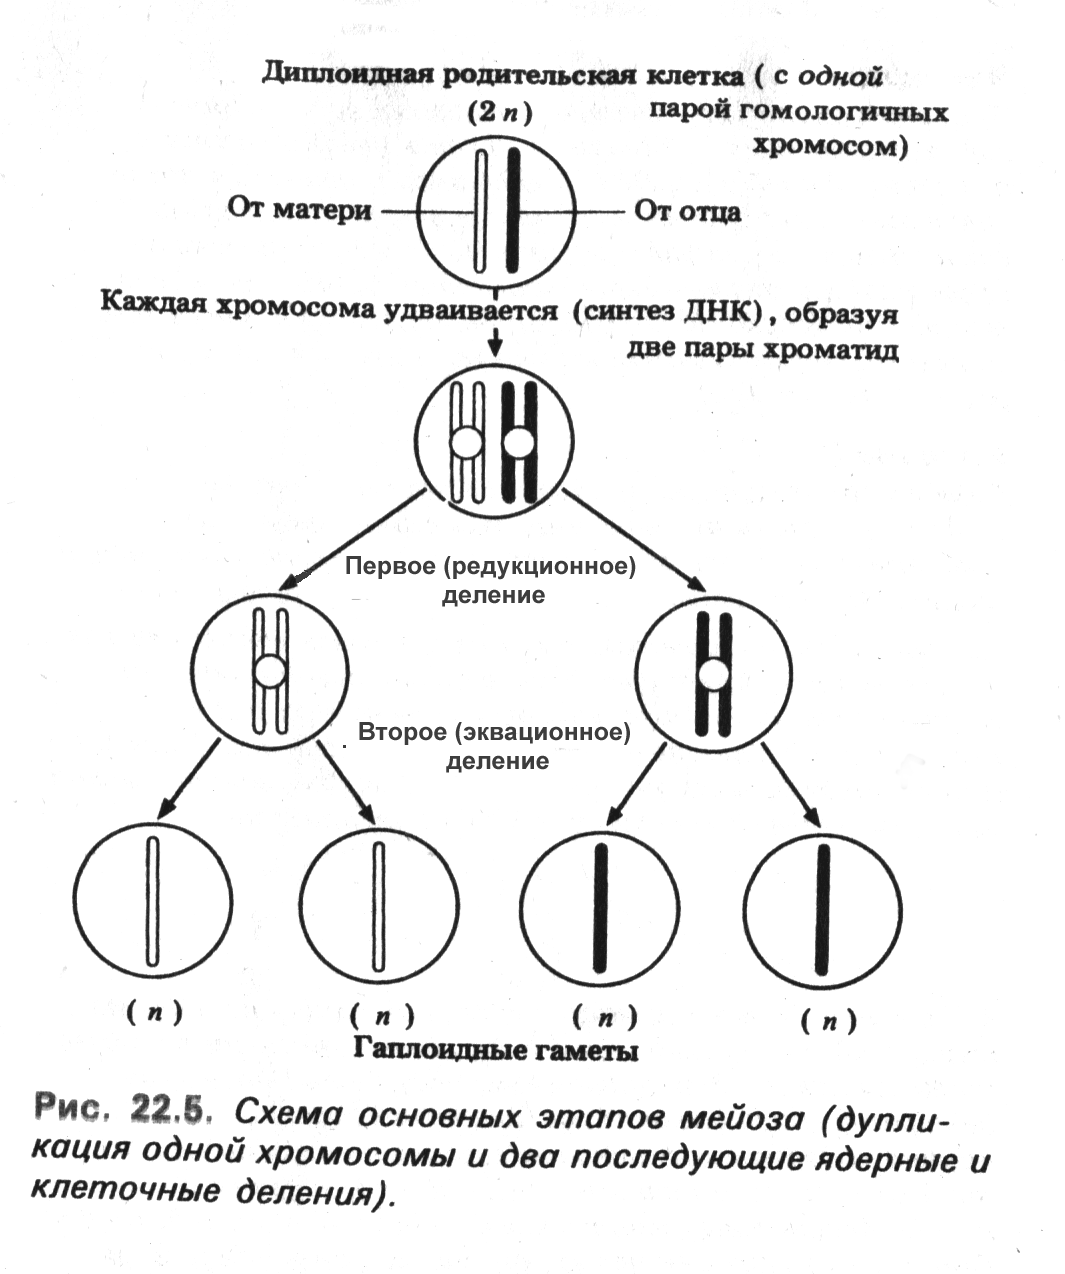 Диплоидная родительская клетка ( с одной
(2 n)
парой гомологичных
хромосом)
От матери
От отца
Каждая хромосома удваивается (синтез ДНК), образуя
две пары хроматид
Первое (редукционное)
деление
Второе (эквационное)
деление
( n )
( n )
( n )
( n )
Гаплоидные гаметы
Рис. 22.5. Схема основных этапов мейоза (дупли-
кация одной хромосомы и два последующие ядерные и
клеточные деления).